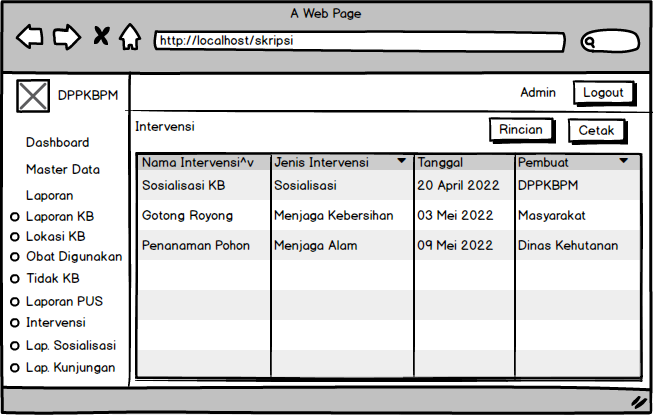 A Web Page
http://localhost/skripsi
DPPKBPM
Admin Logout
Intervensi Rincian Cetak
Dashboard
Master Data
Laporan
Laporan KB
Lokasi KB
Obat Digunakan
Tidak KB
Laporan PUS
Intervensi
Lap. Sosialisasi
Lap. Kunjungan
Nama Intervensi^v Jenis Intervensi Tanggal Pembuat
Sosialisasi KB Sosialisasi 20 April 2022 DPPKBPM
Gotong Royong Menjaga Kebersihan 03 Mei 2022 Masyarakat
Penanaman Pohon Menjaga Alam 09 Mei 2022 Dinas Kehutanan